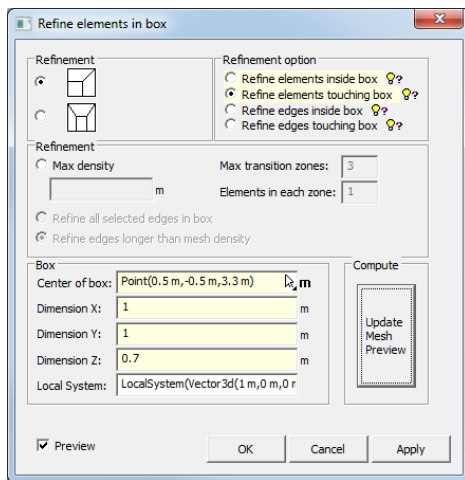 Refine elements in box
x
Refinement
Refinement option
Refine elements inside box ?
Refine elements touching box ?
Refine edges inside box ?
Refine edges touching box ?
Refinement
Max density
Max transition zones: 3
m
Elements in each zone: 1
Refine all selected edges in box
Refine edges longer than mesh density
Box
Compute
Center of box: Point(0.5 m,-0.5 m,3.3 m) m
Dimension X: 1 m
Dimension Y: 1 m
Dimension Z: 0.7 m
Local System: LocalSystem(Vector3d(1 m,0 m,0 r
Update
Mesh
Preview
Preview
OK
Cancel
Apply